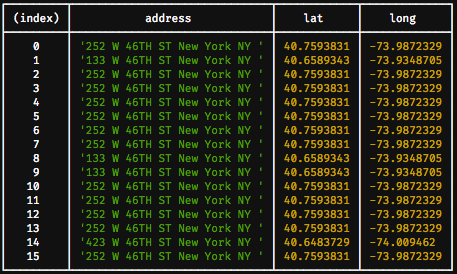 (index) address lat long
0 '252 W 46TH ST New York NY ' 40.7593831 -73.9872329
1 '133 W 46TH ST New York NY ' 40.6589343 -73.9348705
2 '252 W 46TH ST New York NY ' 40.7593831 -73.9872329
3 '252 W 46TH ST New York NY ' 40.7593831 -73.9872329
4 '252 W 46TH ST New York NY ' 40.7593831 -73.9872329
5 '252 W 46TH ST New York NY ' 40.7593831 -73.9872329
6 '252 W 46TH ST New York NY ' 40.7593831 -73.9872329
7 '252 W 46TH ST New York NY ' 40.7593831 -73.9872329
8 '133 W 46TH ST New York NY ' 40.6589343 -73.9348705
9 '133 W 46TH ST New York NY ' 40.6589343 -73.9348705
10 '252 W 46TH ST New York NY ' 40.7593831 -73.9872329
11 '252 W 46TH ST New York NY ' 40.7593831 -73.9872329
12 '252 W 46TH ST New York NY ' 40.7593831 -73.9872329
13 '252 W 46TH ST New York NY ' 40.7593831 -73.9872329
14 '423 W 46TH ST New York NY ' 40.6483729 -74.009462
15 '252 W 46TH ST New York NY ' 40.7593831 -73.9872329